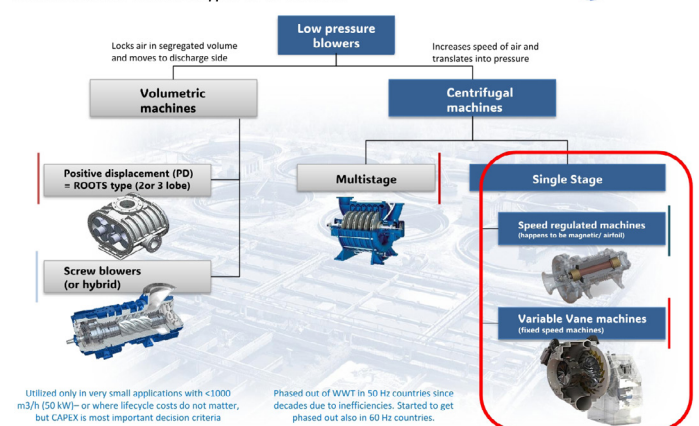 Low pressure
blowers
Locks air in segregated volume
and moves to discharge side
Increases speed of air and
translates into pressure
Volumetric
machines
Centrifugal
machines
Positive displacement (PD)
= ROOTS type (2or 3 lobe)
Multistage
Single Stage
Speed regulated machines
(happens to be magnetic/ airfoil)
Screw blowers
(or hybrid)
Variable Vane machines
(fixed speed machines)
Utilized only in very small applications with <1000
m3/h (50 kW)– or where lifecycle costs do not matter,
but CAPEX is most important decision criteria
Phased out of WWT in 50 Hz countries since
decades due to inefficiencies. Started to get
phased out also in 60 Hz countries.